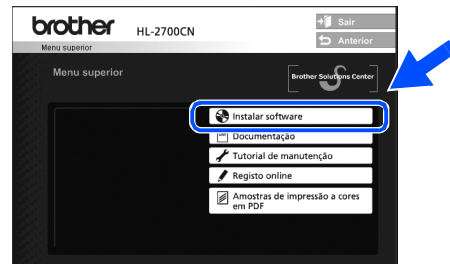 brother
HL-2700CN
Sair
Anterior
Menu superior
Menu superior
Brother Solutions Center
Instalar software
Documentação
Tutorial de manutenção
Registo online
Amostras de impressão a cores
em PDF